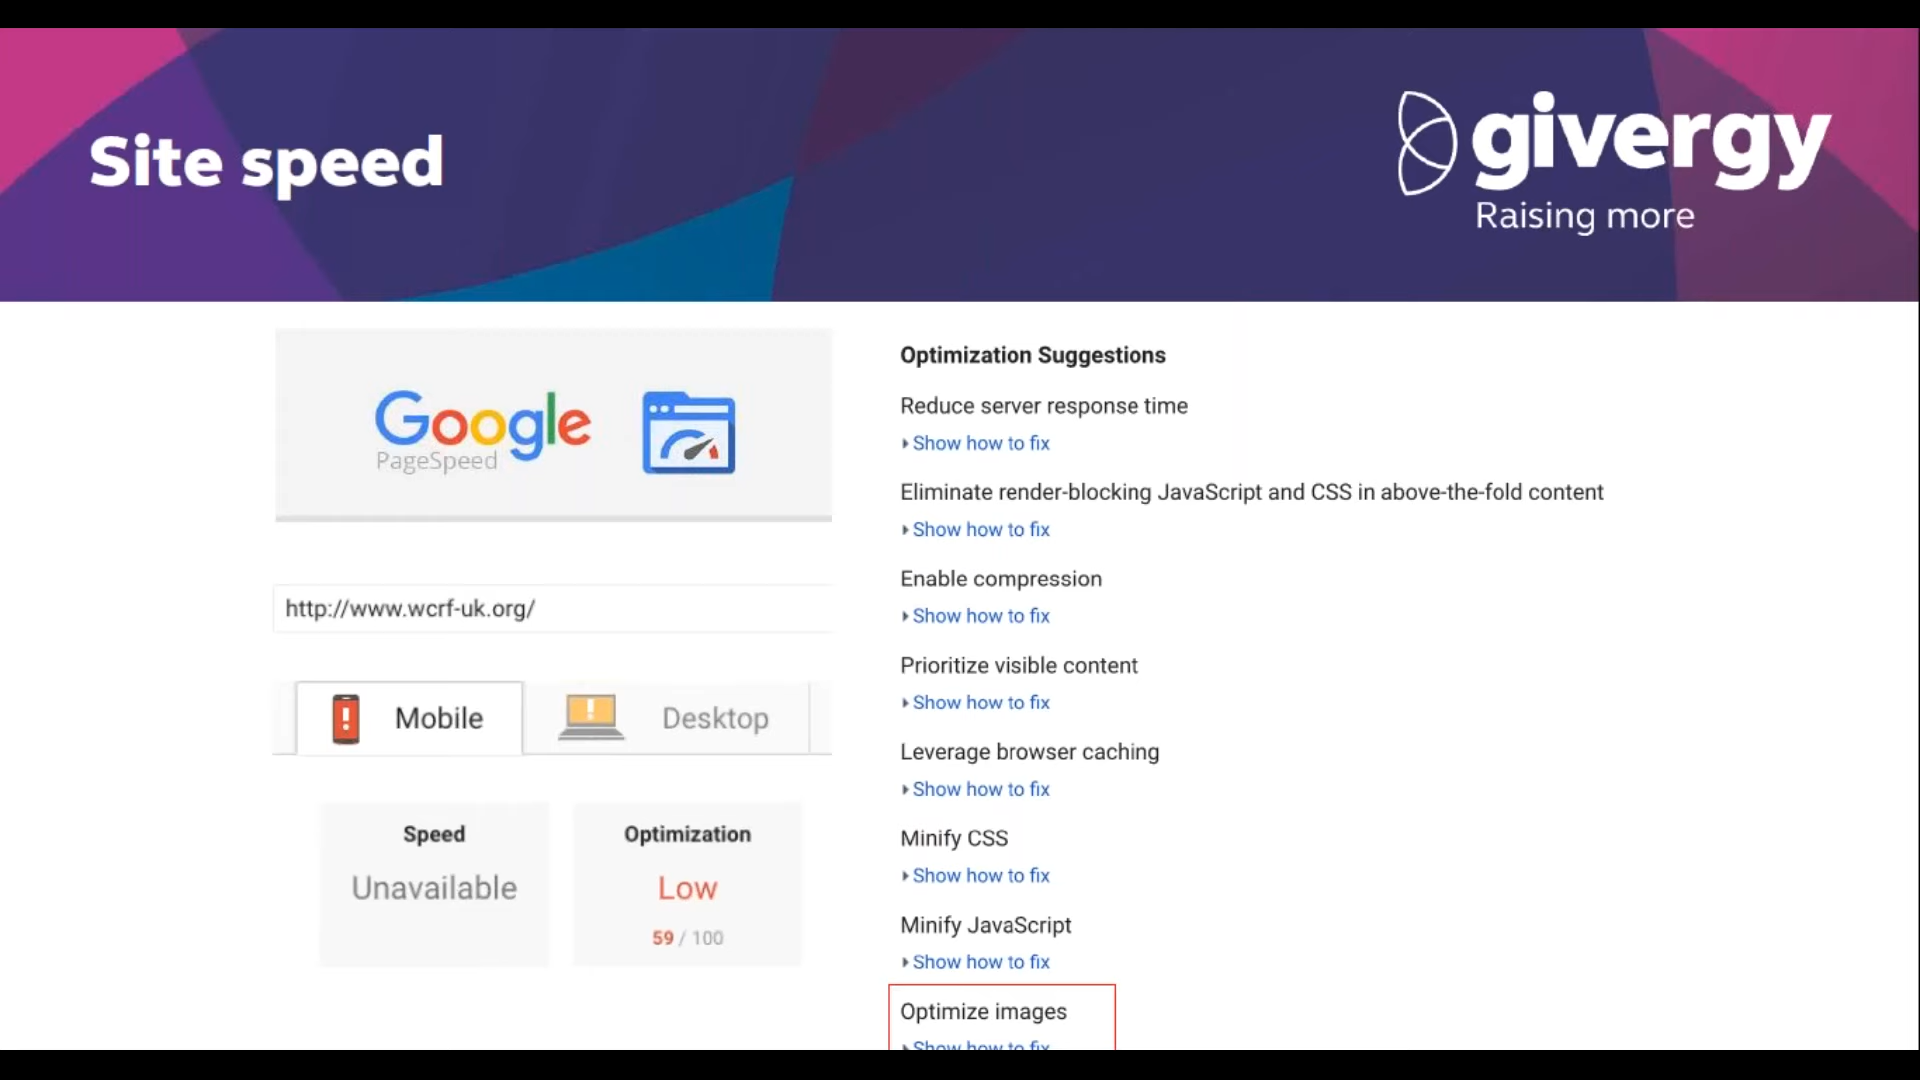 Site speed
givergy
Raising more
Google
PageSpeed
http://www.wcrf-uk.org/
Mobile
Desktop
Speed
Unavailable
Optimization
Low
59 / 100
Optimization Suggestions
Reduce server response time
Show how to fix
Eliminate render-blocking JavaScript and CSS in above-the-fold content
Show how to fix
Enable compression
Show how to fix
Prioritize visible content
Show how to fix
Leverage browser caching
Show how to fix
Minify CSS
Show how to fix
Minify JavaScript
Show how to fix
Optimize images
Show how to fix